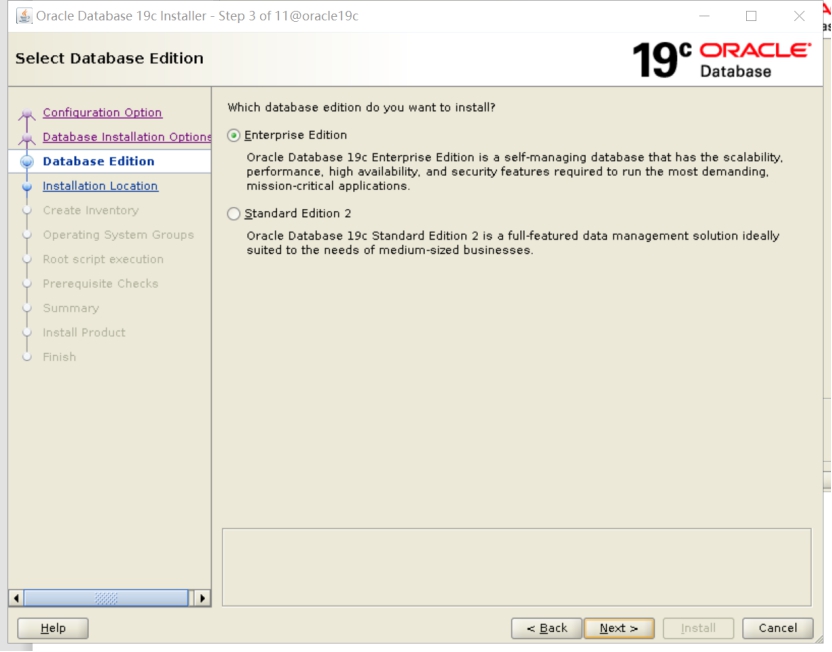 Oracle Database 19c Installer - Step 3 of 11@oracle19c
Select Database Edition
19c ORACLE
Database
Configuration Option
Database Installation Options
Database Edition
Installation Location
Create Inventory
Operating System Groups
Root script execution
Prerequisite Checks
Summary
Install Product
Finish
Which database edition do you want to install?
Enterprise Edition
Oracle Database 19c Enterprise Edition is a self-managing database that has the scalability,
performance, high availability, and security features required to run the most demanding,
mission-critical applications.
Standard Edition 2
Oracle Database 19c Standard Edition 2 is a full-featured data management solution ideally
suited to the needs of medium-sized businesses.
Help
< Back
Next >
Install
Cancel